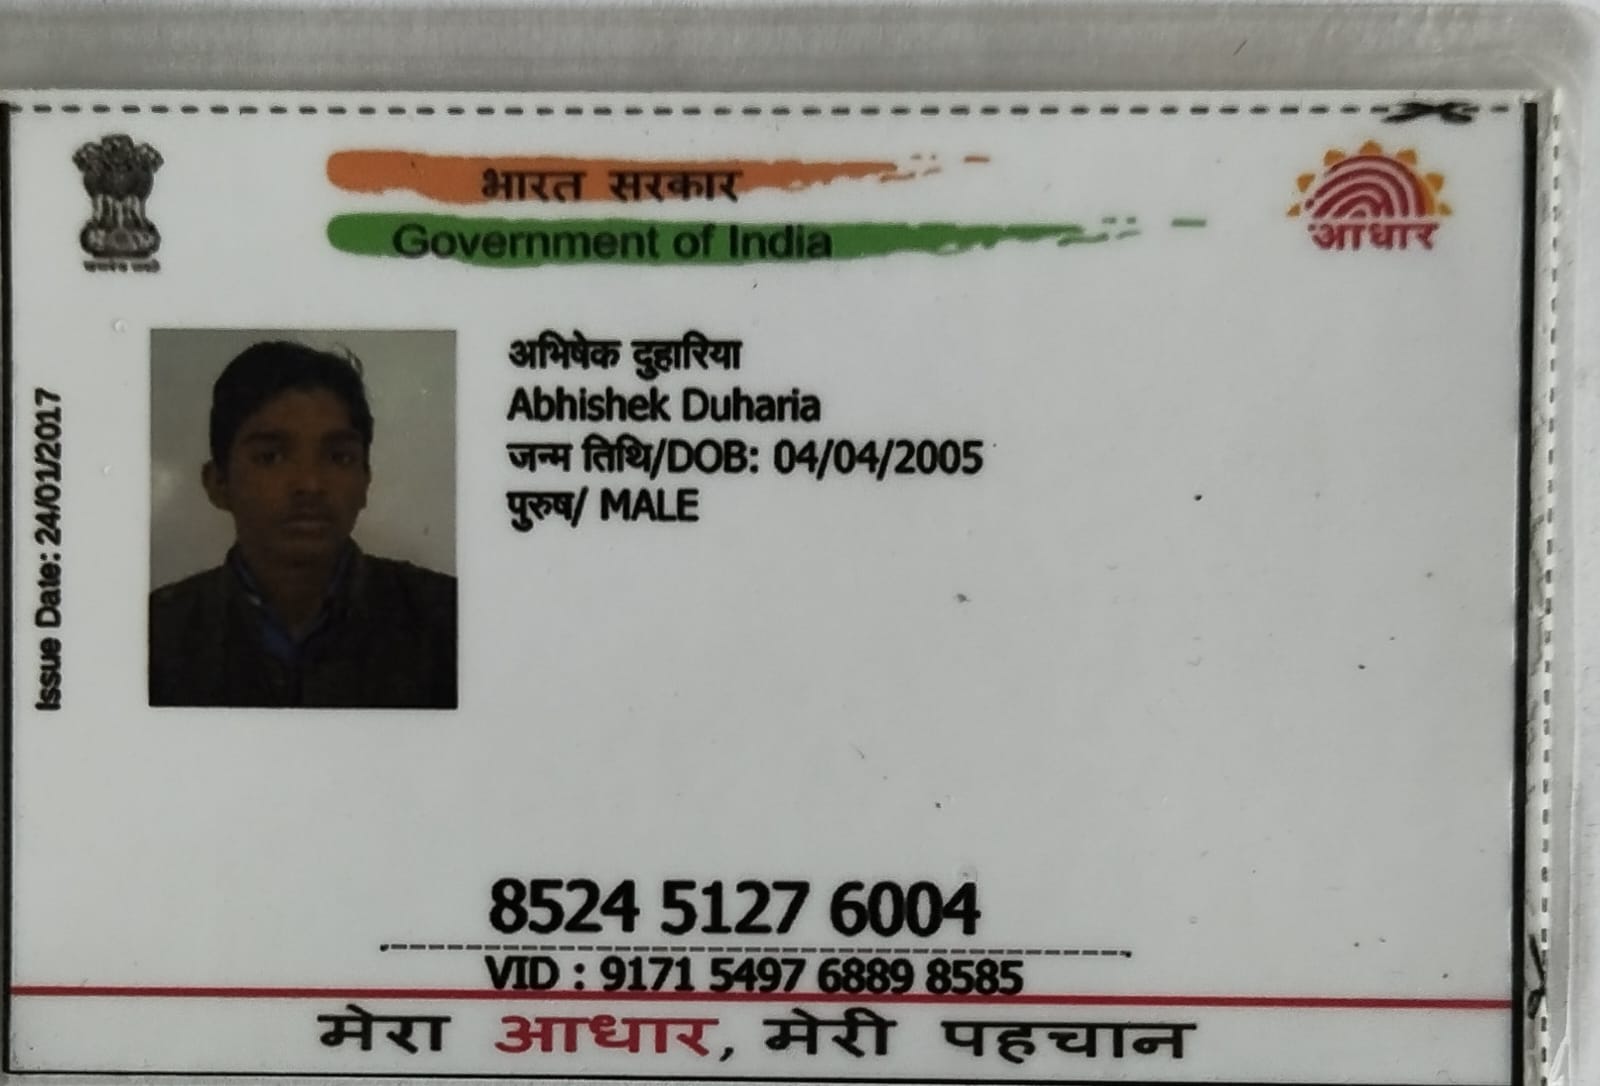 भारत सरकार
Government of India
आधार
Issue Date: 24/01/2017
अभिषेक दुहारिया
Abhishek Duharia
जन्म तिथि/DOB: 04/04/2005
पुरुष/ MALE
8524 5127 6004
VID : 9171 5497 6889 8585
मेरा आधार, मेरी पहचान